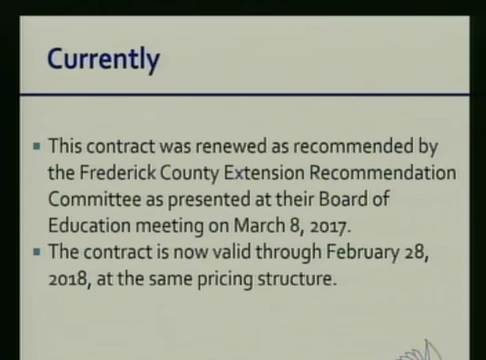 Currently
This contract was renewed as recommended by
the Frederick County Extension Recommendation
Committee as presented at their Board of
Education meeting on March 8, 2017.
The contract is now valid through February 28,
2018, at the same pricing structure.